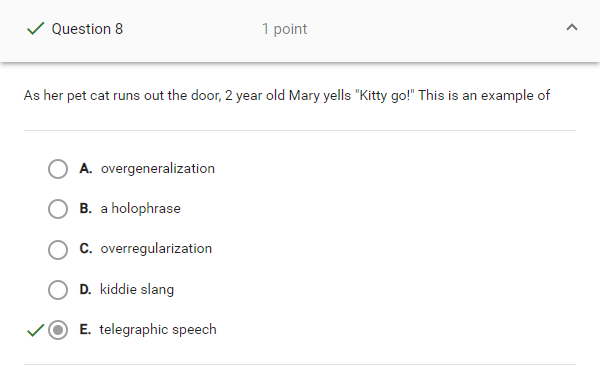 Question 8 1 point
As her pet cat runs out the door, 2 year old Mary yells "Kitty go!" This is an example of
A. overgeneralization
B. a holophrase
C. overregularization
D. kiddie slang
E. telegraphic speech